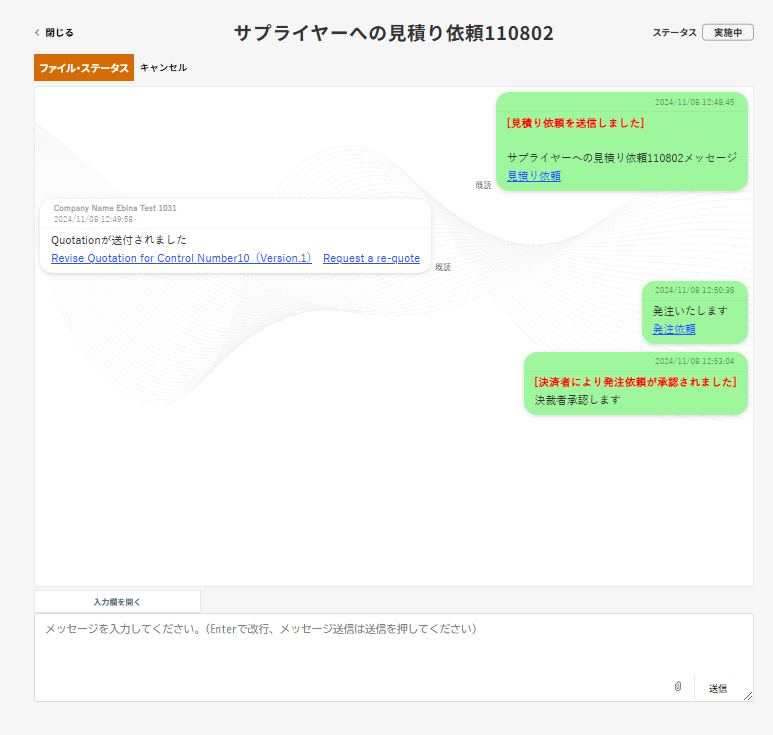 閉じる
サプライヤーへの見積り依頼110802
ステータス 実施中
ファイル・ステータス キャンセル
2024/11/08 12:48:45
[見積り依頼を送信しました]
サプライヤーへの見積り依頼110802メッセージ
見積り依頼
既読
Company Name Ebina Test 1031
2024/11/08 12:49:58
Quotationが送付されました
Revise Quotation for Control Number10（Version.1） Request a re-quote
既読
2024/11/08 12:50:36
発注いたします
発注依頼
2024/11/08 12:53:04
[決済者により発注依頼が承認されました]
決裁者承認します
入力欄を開く
メッセージを入力してください。（Enterで改行、メッセージ送信は送信を押してください）
送信